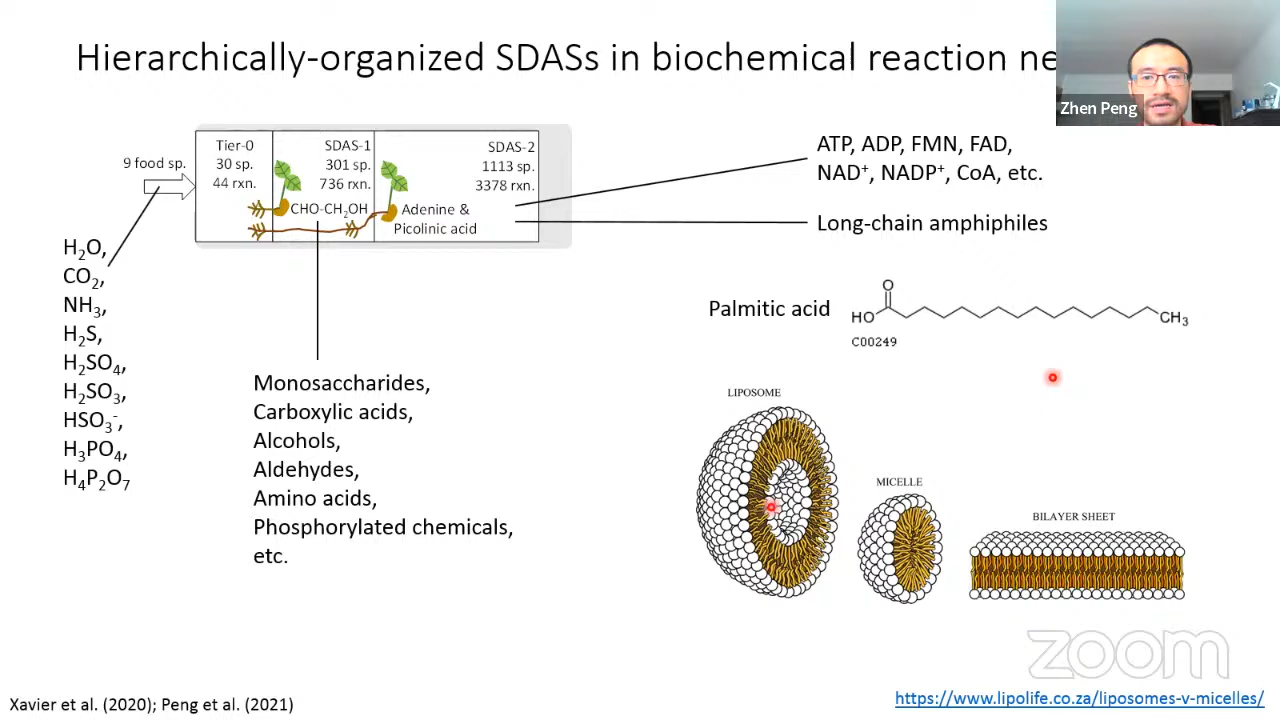 Hierarchically-organized SDASs in biochemical reaction ne
Zhen Peng
9 food sp.
Tier-0
30 sp.
44 rxn.
SDAS-1
301 sp.
736 rxn.
CHO-CH₂OH
SDAS-2
1113 sp.
3378 rxn.
Adenine &
Picolinic acid
ATP, ADP, FMN, FAD,
NAD⁺, NADP⁺, CoA, etc.
Long-chain amphiphiles
H₂O,
CO₂,
NH₃,
H₂S,
H₂SO₄,
H₂SO₃,
HSO₃⁻,
H₃PO₄,
H₄P₂O₇
Monosaccharides,
Carboxylic acids,
Alcohols,
Aldehydes,
Amino acids,
Phosphorylated chemicals,
etc.
Palmitic acid
O
HO
CH₃
C00249
LIPOSOME
MICELLE
BILAYER SHEET
zoom
Xavier et al. (2020); Peng et al. (2021)
https://www.lipolife.co.za/liposomes-v-micelles/